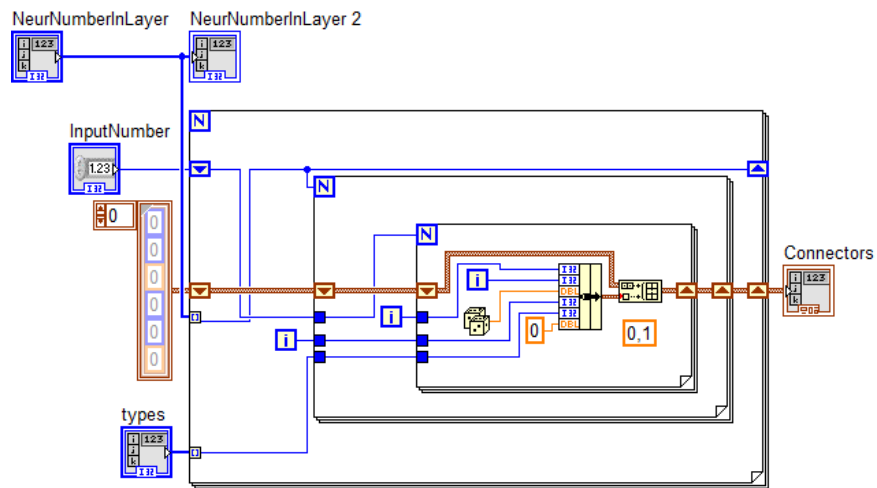 NeurNumberInLayer
NeurNumberInLayer 2
i 123
j
k
I32
i 123
j
k
I32
N
InputNumber
1.23
I32
N
0
0
0
0
0
0
0
N
Connectors
i 123
j
k
I32
i
I32
DBL
i
I32
I32
DBL
0
0,1
i
types
i 123
j
k
I32